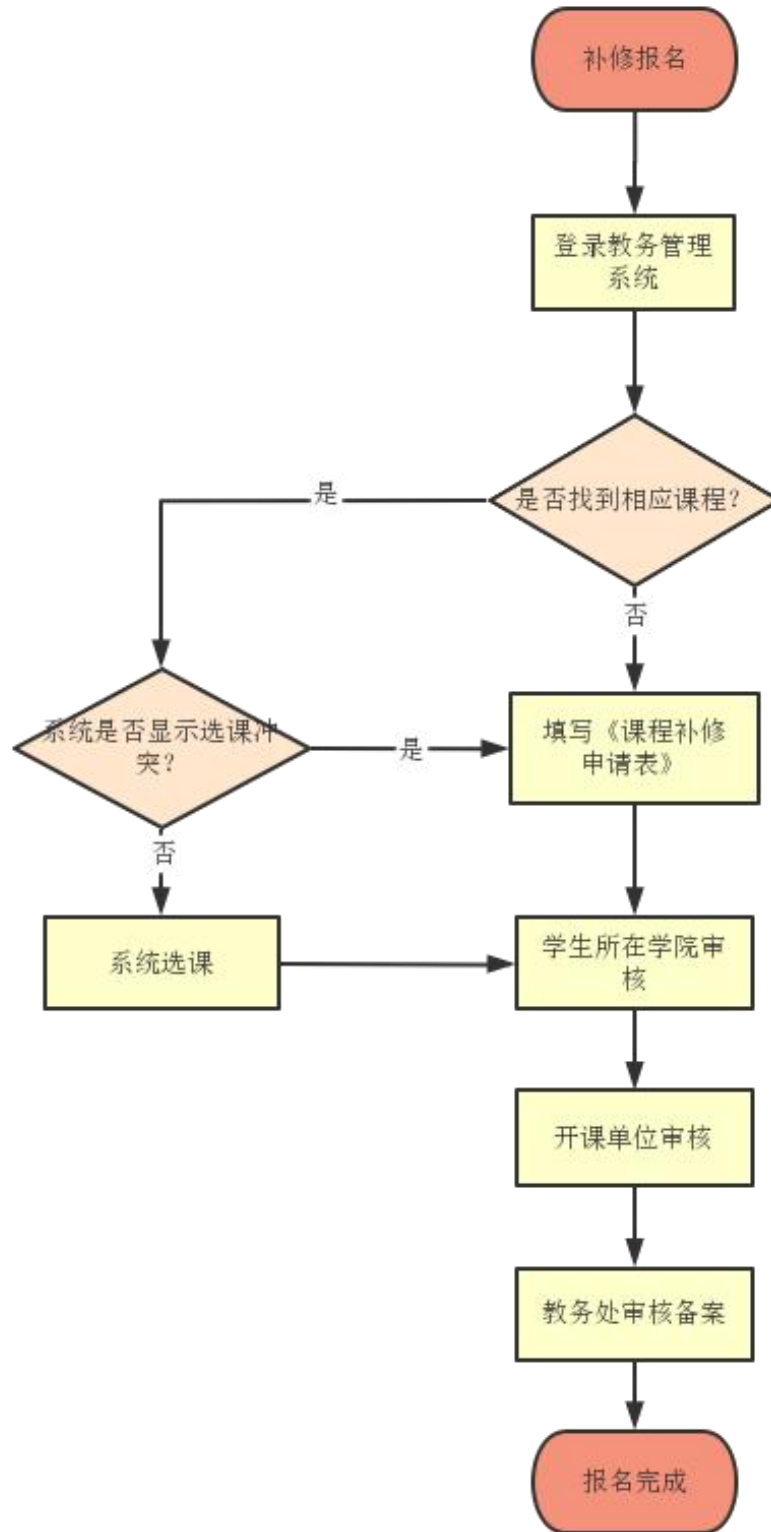 补修报名
登录教务管理
系统
是否找到相应课程?
是
否
系统是否显示选课冲
突?
是
填写《课程补修
申请表》
否
系统选课
学生所在学院审
核
开课单位审核
教务处审核备案
报名完成